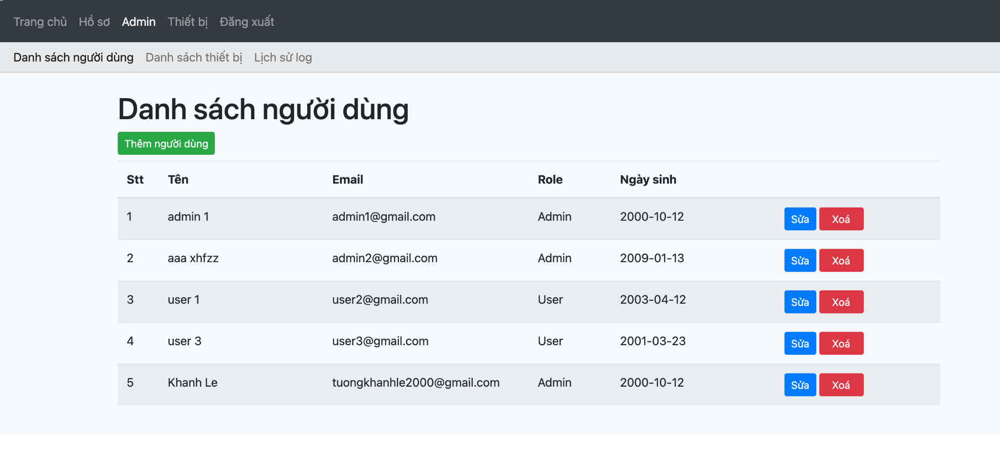 Trang chủ Hồ sơ Admin Thiết bị Đăng xuất
Danh sách người dùng Danh sách thiết bị Lịch sử log
Danh sách người dùng
Thêm người dùng
Stt Tên Email Role Ngày sinh
1 admin 1 admin1@gmail.com Admin 2000-10-12 Sửa Xoá
2 aaa xhfzz admin2@gmail.com Admin 2009-01-13 Sửa Xoá
3 user 1 user2@gmail.com User 2003-04-12 Sửa Xoá
4 user 3 user3@gmail.com User 2001-03-23 Sửa Xoá
5 Khanh Le tuongkhanhle2000@gmail.com Admin 2000-10-12 Sửa Xoá